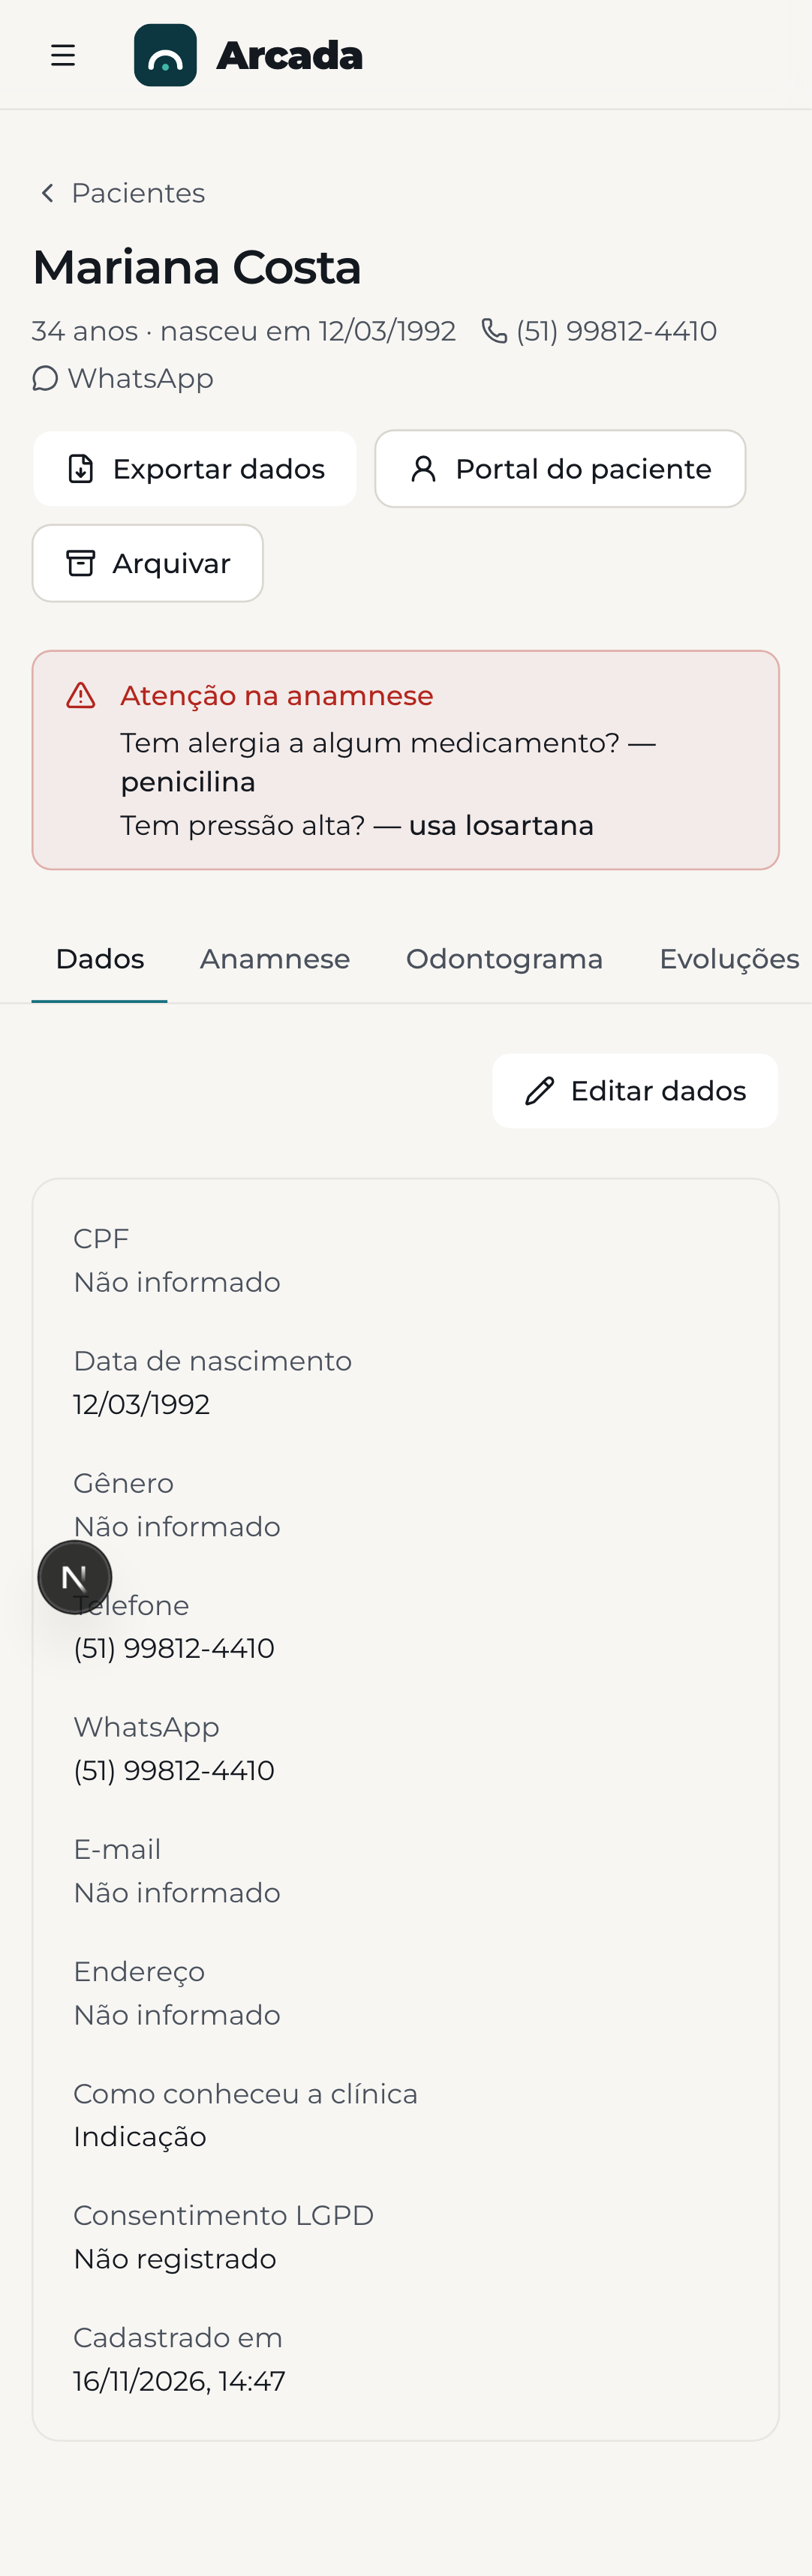 Arcada
Pacientes
Mariana Costa
34 anos · nasceu em 12/03/1992 (51) 99812-4410
WhatsApp
Exportar dados Portal do paciente
Arquivar
Atenção na anamnese
Tem alergia a algum medicamento? —
penicilina
Tem pressão alta? — usa losartana
Dados Anamnese Odontograma Evoluções
Editar dados
CPF
Não informado
Data de nascimento
12/03/1992
Gênero
Não informado
N
Telefone
(51) 99812-4410
WhatsApp
(51) 99812-4410
E-mail
Não informado
Endereço
Não informado
Como conheceu a clínica
Indicação
Consentimento LGPD
Não registrado
Cadastrado em
16/11/2026, 14:47